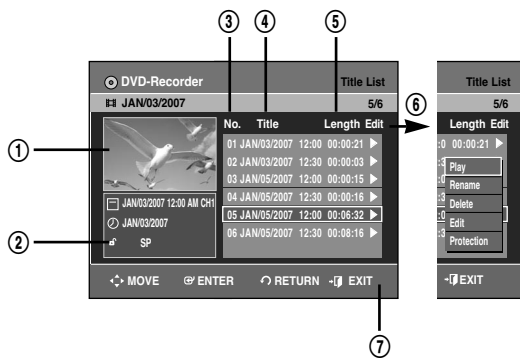 ③ ④ ⑤
DVD-Recorder Title List
JAN/03/2007 5/6
No. Title Length Edit
01 JAN/03/2007 12:00 00:00:21
02 JAN/03/2007 12:30 00:00:03
03 JAN/05/2007 12:00 00:00:15
04 JAN/05/2007 12:30 00:00:16
05 JAN/05/2007 12:00 00:06:32
06 JAN/05/2007 12:30 00:08:16
①
JAN/03/2007 12:00 AM CH1
JAN/03/2007
② SP
MOVE ENTER RETURN EXIT
⑦
⑥
Title List
5/6
Length Edit
:0 00:00:21
Play
Rename
Delete
Edit
Protection
EXIT